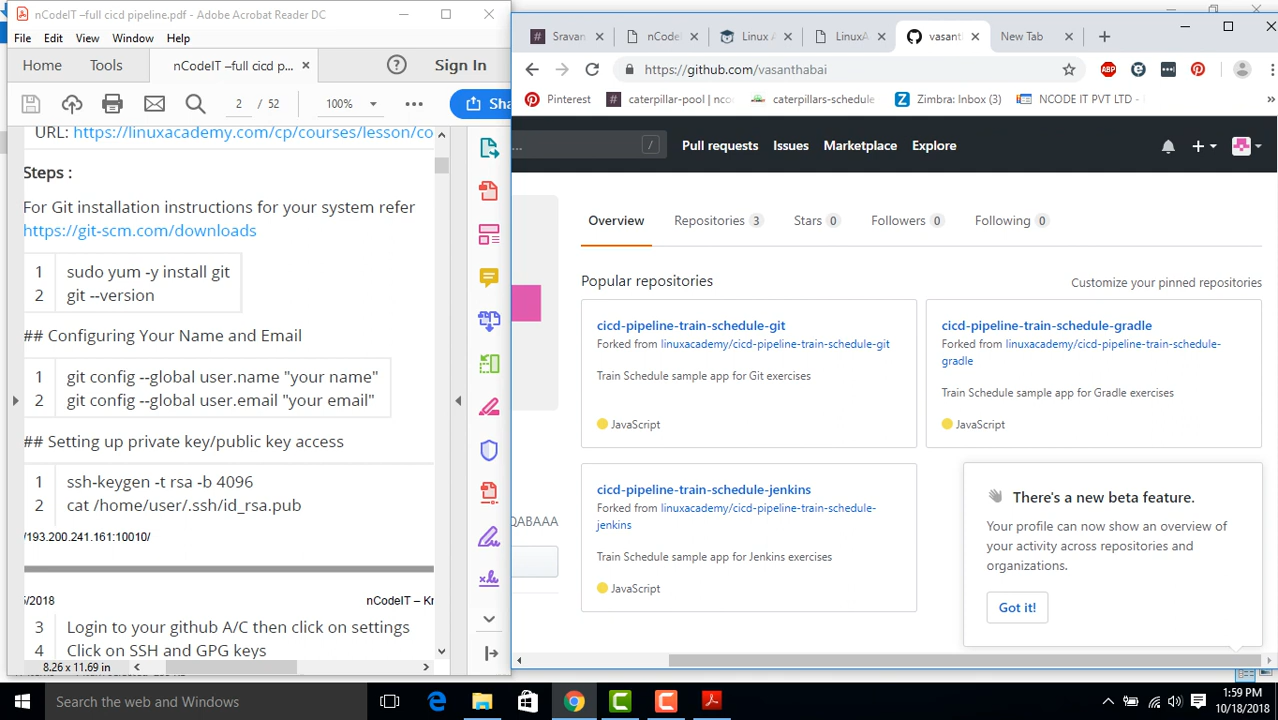 nCodeIT –full cicd pipeline.pdf - Adobe Acrobat Reader DC
File Edit View Window Help
Home Tools nCodeIT –full cicd p... × Sign In
2 / 52 100% Sha
URL: https://linuxacademy.com/cp/courses/lesson/co
Steps :
For Git installation instructions for your system refer
https://git-scm.com/downloads
1 sudo yum -y install git
2 git --version
## Configuring Your Name and Email
1 git config --global user.name "your name"
2 git config --global user.email "your email"
## Setting up private key/public key access
1 ssh-keygen -t rsa -b 4096
2 cat /home/user/.ssh/id_rsa.pub
/193.200.241.161:10010/
/2018 nCodeIT – Kr
3 Login to your github A/C then click on settings
4 Click on SSH and GPG keys
8.26 x 11.69 in
Sravan nCodeI Linux A LinuxA vasanti New Tab
https://github.com/vasanthabai
ABP
Pinterest caterpillar-pool | nco caterpillars-schedule Zimbra: Inbox (3) NCODE IT PVT LTD - »
... / Pull requests Issues Marketplace Explore
Overview Repositories 3 Stars 0 Followers 0 Following 0
Popular repositories Customize your pinned repositories
cicd-pipeline-train-schedule-git
Forked from linuxacademy/cicd-pipeline-train-schedule-git
Train Schedule sample app for Git exercises
JavaScript
cicd-pipeline-train-schedule-gradle
Forked from linuxacademy/cicd-pipeline-train-schedule-
gradle
Train Schedule sample app for Gradle exercises
JavaScript
cicd-pipeline-train-schedule-jenkins
Forked from linuxacademy/cicd-pipeline-train-schedule-
jenkins
Train Schedule sample app for Jenkins exercises
JavaScript
QABAAA
There's a new beta feature.
Your profile can now show an overview of
your activity across repositories and
organizations.
Got it!
Search the web and Windows
1:59 PM
10/18/2018